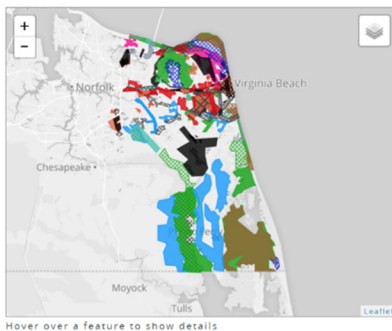 +
−
Norfolk
Virginia Beach
Chesapeake
Moyock
Tulls
Leaflet
Hover over a feature to show details